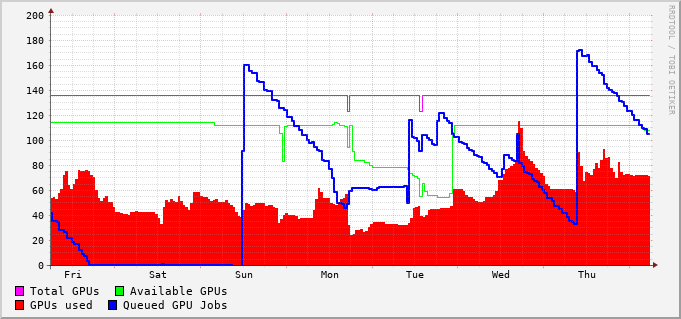 200
180
160
140
120
100
80
60
40
20
0
Fri Sat Sun Mon Tue Wed Thu
Total GPUs Available GPUs
GPUs used Queued GPU Jobs
RRDTOOL / TOBI OETIKER